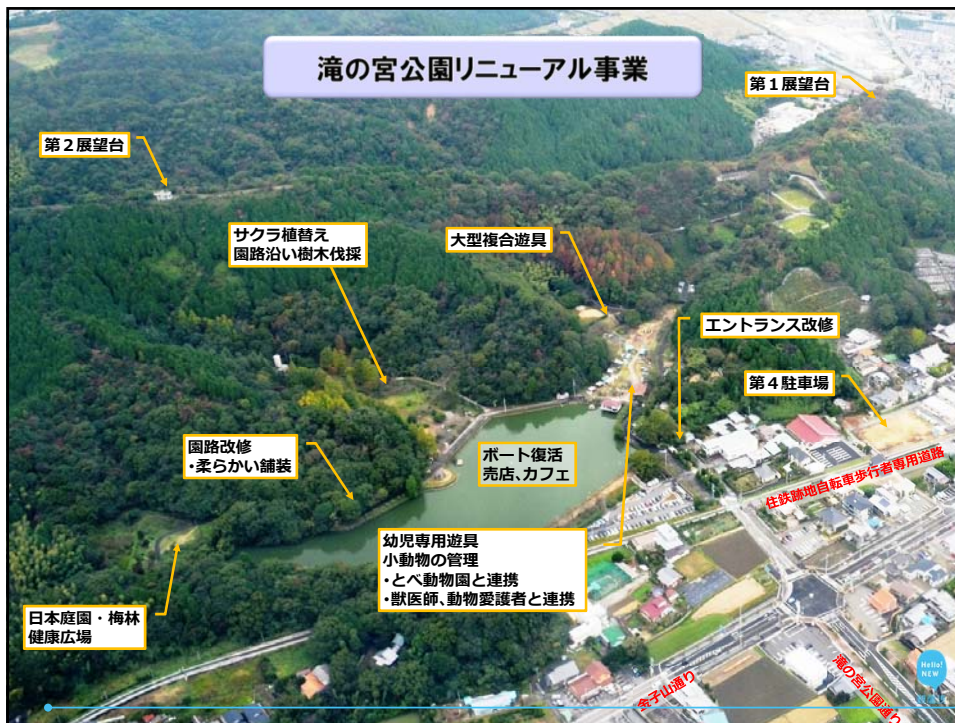 滝の宮公園リニューアル事業
第1展望台
第2展望台
サクラ植替え
園路沿い樹木伐採
大型複合遊具
エントランス改修
第4駐車場
園路改修
・柔らかい舗装
ボート復活
売店、カフェ
住鉄跡地自転車歩行者専用道路
幼児専用遊具
小動物の管理
・とべ動物園と連携
・獣医師、動物愛護者と連携
日本庭園・梅林
健康広場
金子山通り
滝の宮公園通り
Hello!
NEW